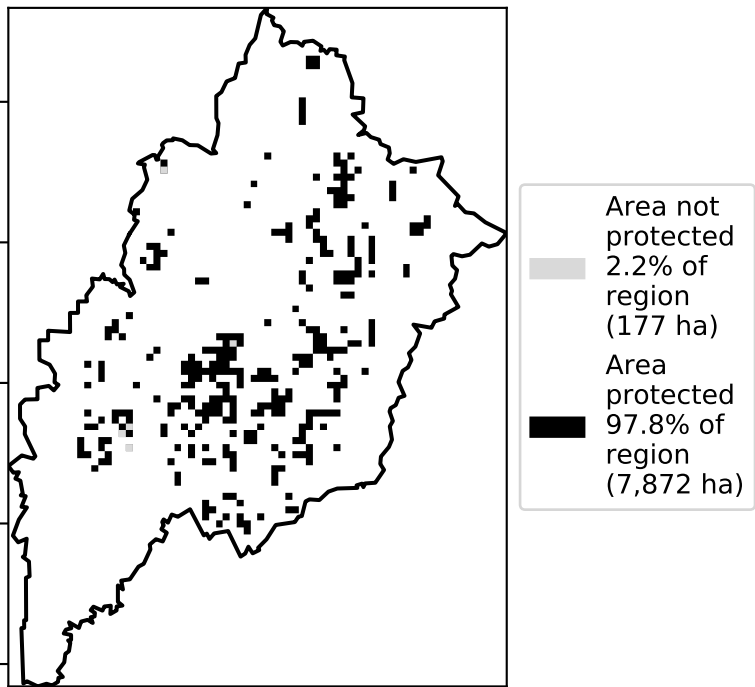 Area not
protected
2.2% of
region
(177 ha)
Area
protected
97.8% of
region
(7,872 ha)